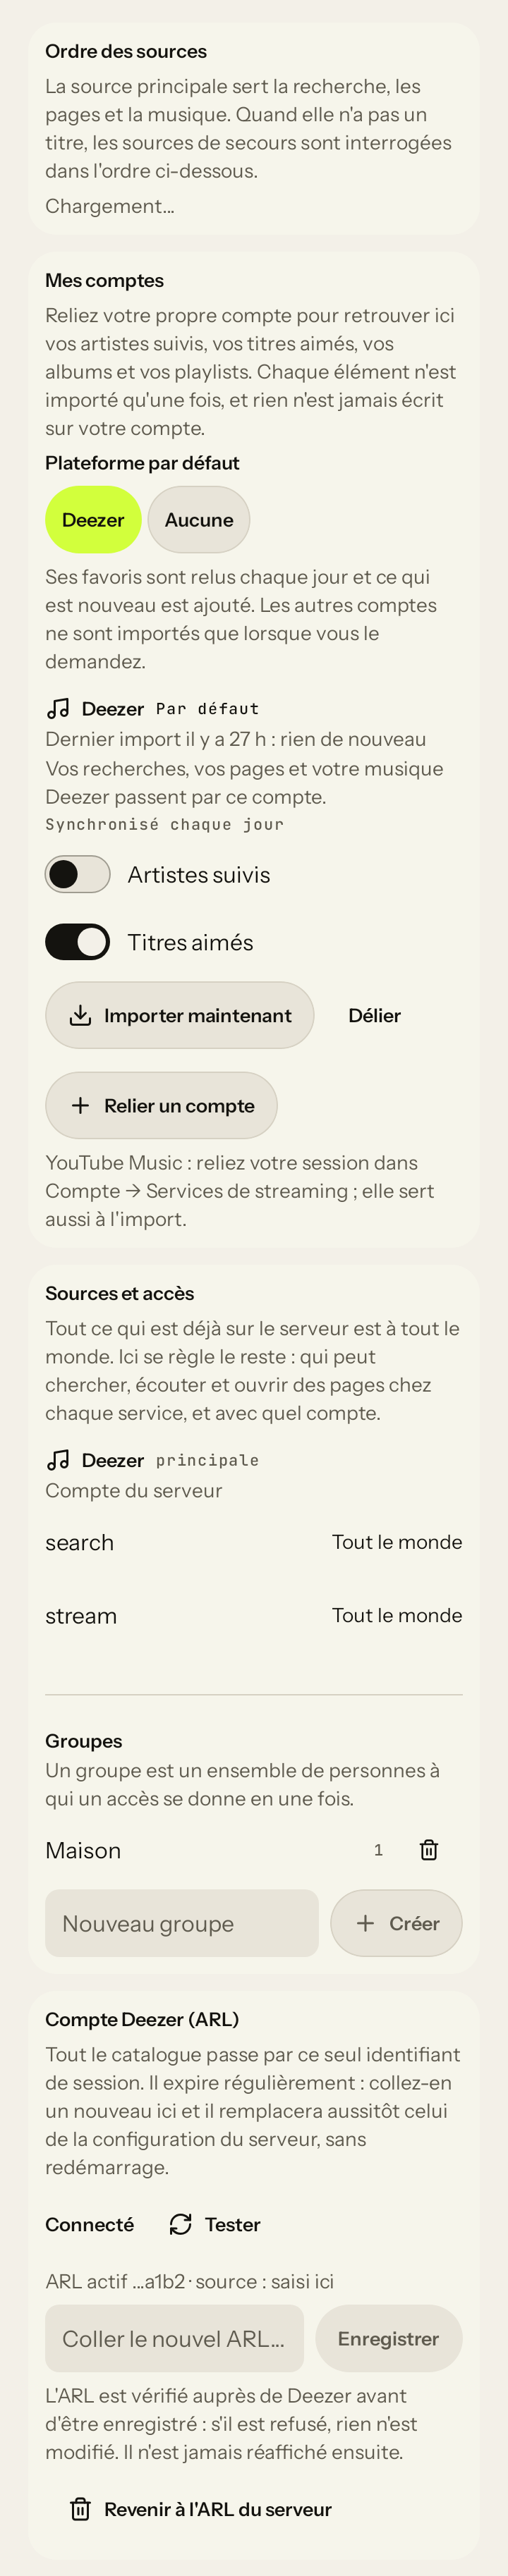 Ordre des sources
La source principale sert la recherche, les
pages et la musique. Quand elle n'a pas un
titre, les sources de secours sont interrogées
dans l'ordre ci-dessous.
Chargement...
Mes comptes
Reliez votre propre compte pour retrouver ici
vos artistes suivis, vos titres aimés, vos
albums et vos playlists. Chaque élément n'est
importé qu'une fois, et rien n'est jamais écrit
sur votre compte.
Plateforme par défaut
Deezer Aucune
Ses favoris sont relus chaque jour et ce qui
est nouveau est ajouté. Les autres comptes
ne sont importés que lorsque vous le
demandez.
Deezer Par défaut
Dernier import il y a 27 h : rien de nouveau
Vos recherches, vos pages et votre musique
Deezer passent par ce compte.
Synchronisé chaque jour
Artistes suivis
Titres aimés
Importer maintenant Délier
Relier un compte
YouTube Music : reliez votre session dans
Compte → Services de streaming ; elle sert
aussi à l'import.
Sources et accès
Tout ce qui est déjà sur le serveur est à tout le
monde. Ici se règle le reste : qui peut
chercher, écouter et ouvrir des pages chez
chaque service, et avec quel compte.
Deezer principale
Compte du serveur
search Tout le monde
stream Tout le monde
Groupes
Un groupe est un ensemble de personnes à
qui un accès se donne en une fois.
Maison 1
Nouveau groupe Créer
Compte Deezer (ARL)
Tout le catalogue passe par ce seul identifiant
de session. Il expire régulièrement : collez-en
un nouveau ici et il remplacera aussitôt celui
de la configuration du serveur, sans
redémarrage.
Connecté Tester
ARL actif ...a1b2 · source : saisi ici
Coller le nouvel ARL... Enregistrer
L'ARL est vérifié auprès de Deezer avant
d'être enregistré : s'il est refusé, rien n'est
modifié. Il n'est jamais réaffiché ensuite.
Revenir à l'ARL du serveur